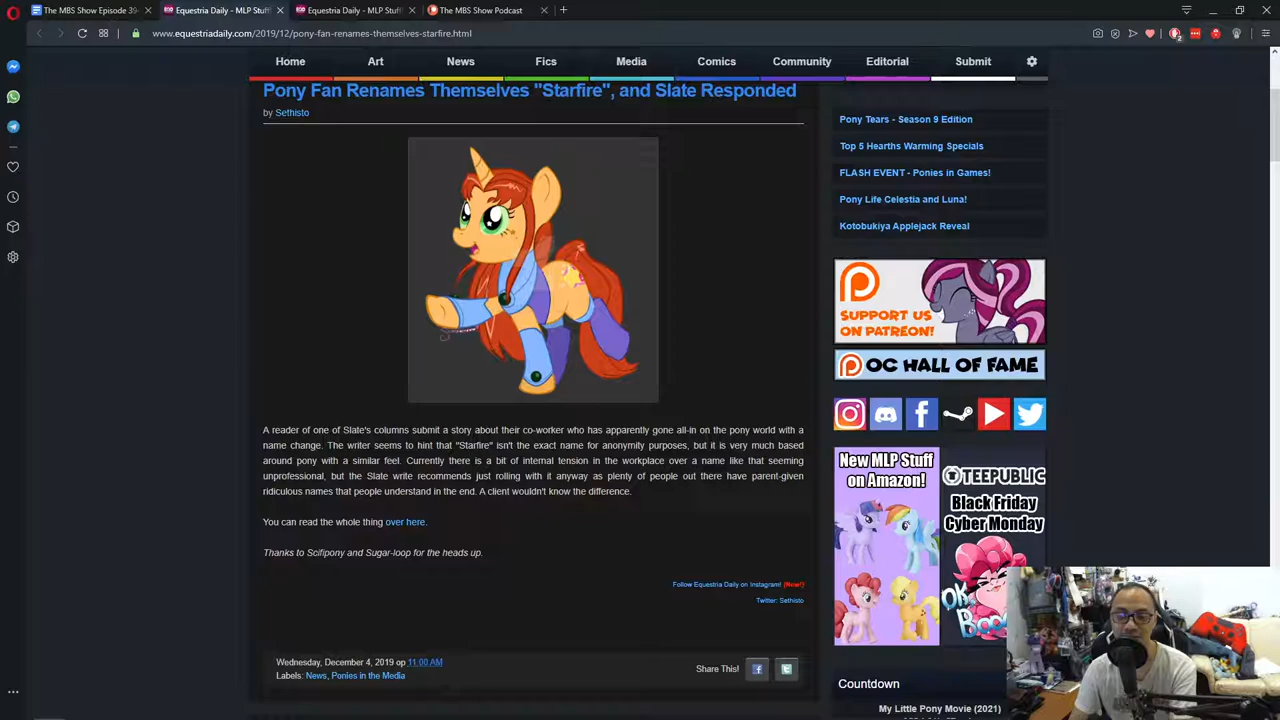 The MBS Show Episode 39
Equestria Daily - MLP Stuf
Equestria Daily - MLP Stuf
The MBS Show Podcast
www.equestriadaily.com/2019/12/pony-fan-renames-themselves-starfire.html
Home Art News Fics Media Comics Community Editorial Submit
Pony Fan Renames Themselves "Starfire", and Slate Responded
by Sethisto
A reader of one of Slate's columns submit a story about their co-worker who has apparently gone all-in on the pony world with a
name change. The writer seems to hint that "Starfire" isn't the exact name for anonymity purposes, but it is very much based
around pony with a similar feel. Currently there is a bit of internal tension in the workplace over a name like that seeming
unprofessional, but the Slate write recommends just rolling with it anyway as plenty of people out there have parent-given
ridiculous names that people understand in the end. A client wouldn't know the difference.
You can read the whole thing over here.
Thanks to Scifipony and Sugar-loop for the heads up.
Follow Equestria Daily on Instagram! (New!)
Twitter: Sethisto
Wednesday, December 4, 2019 op 11:00 AM
Labels: News, Ponies in the Media
Share This!
Pony Tears - Season 9 Edition
Top 5 Hearths Warming Specials
FLASH EVENT - Ponies in Games!
Pony Life Celestia and Luna!
Kotobukiya Applejack Reveal
SUPPORT US
ON PATREON!
OC HALL OF FAME
New MLP Stuff
on Amazon!
TEEPUBLIC
Black Friday
Cyber Monday
OK,
Countdown
My Little Pony Movie (2021)